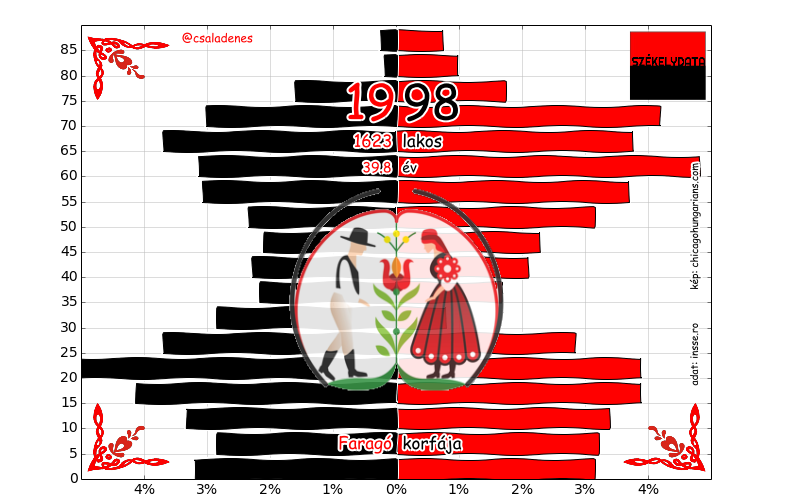 @csaladenes
SZÉKELYDATA
1998
1623 lakos
39.8 év
kép: chicagohungarians.com
adat: insse.ro
Faragó korfája
85
80
75
70
65
60
55
50
45
40
35
30
25
20
15
10
5
0
4% 3% 2% 1% 0% 1% 2% 3% 4%